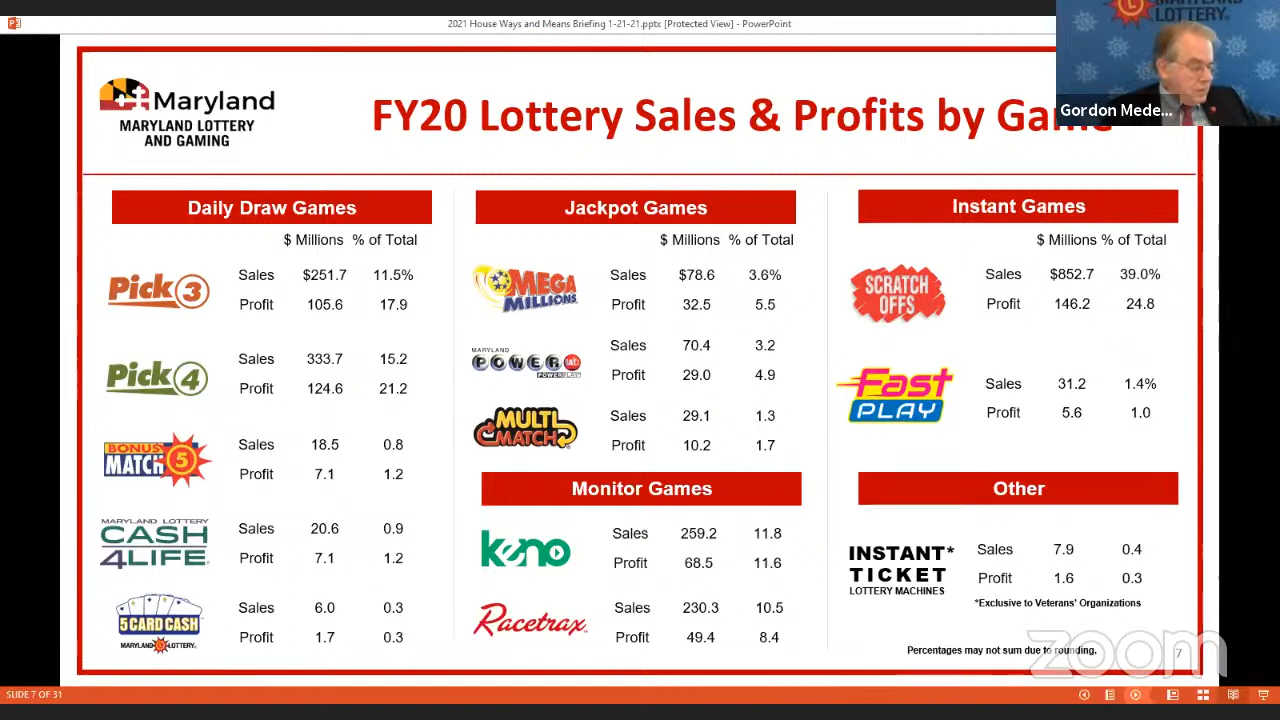 2021 House Ways and Means Briefing 1-21-21.pptx [Protected View] - PowerPoint
LOTTERY®
Gordon Mede...
Maryland
MARYLAND LOTTERY
AND GAMING
FY20 Lottery Sales & Profits by Game
Daily Draw Games
$ Millions % of Total
Pick 3
Sales $251.7 11.5%
Profit 105.6 17.9
Pick 4
Sales 333.7 15.2
Profit 124.6 21.2
BONUS
MATCH 5
Sales 18.5 0.8
Profit 7.1 1.2
MARYLAND LOTTERY
CASH
4LIFE
Sales 20.6 0.9
Profit 7.1 1.2
5 CARD CASH
MARYLAND LOTTERY
Sales 6.0 0.3
Profit 1.7 0.3
Jackpot Games
$ Millions % of Total
MEGA
MILLIONS
Sales $78.6 3.6%
Profit 32.5 5.5
MARYLAND
POWERBALL
POWERPLAY
Sales 70.4 3.2
Profit 29.0 4.9
MULTI
MATCH
Sales 29.1 1.3
Profit 10.2 1.7
Monitor Games
keno
Sales 259.2 11.8
Profit 68.5 11.6
Racetrax
Sales 230.3 10.5
Profit 49.4 8.4
Instant Games
$ Millions % of Total
SCRATCH
OFFS
Sales $852.7 39.0%
Profit 146.2 24.8
Fast
PLAY
Sales 31.2 1.4%
Profit 5.6 1.0
Other
INSTANT*
TICKET
LOTTERY MACHINES
Sales 7.9 0.4
Profit 1.6 0.3
*Exclusive to Veterans' Organizations
Percentages may not sum due to rounding.
zoom
7
SLIDE 7 OF 31